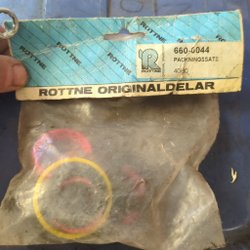 ROTTNE
ROTTNE
R
ROTTNE
660-0044
PACKNINGSSATS
ROTTNE ORIGINALDELAR